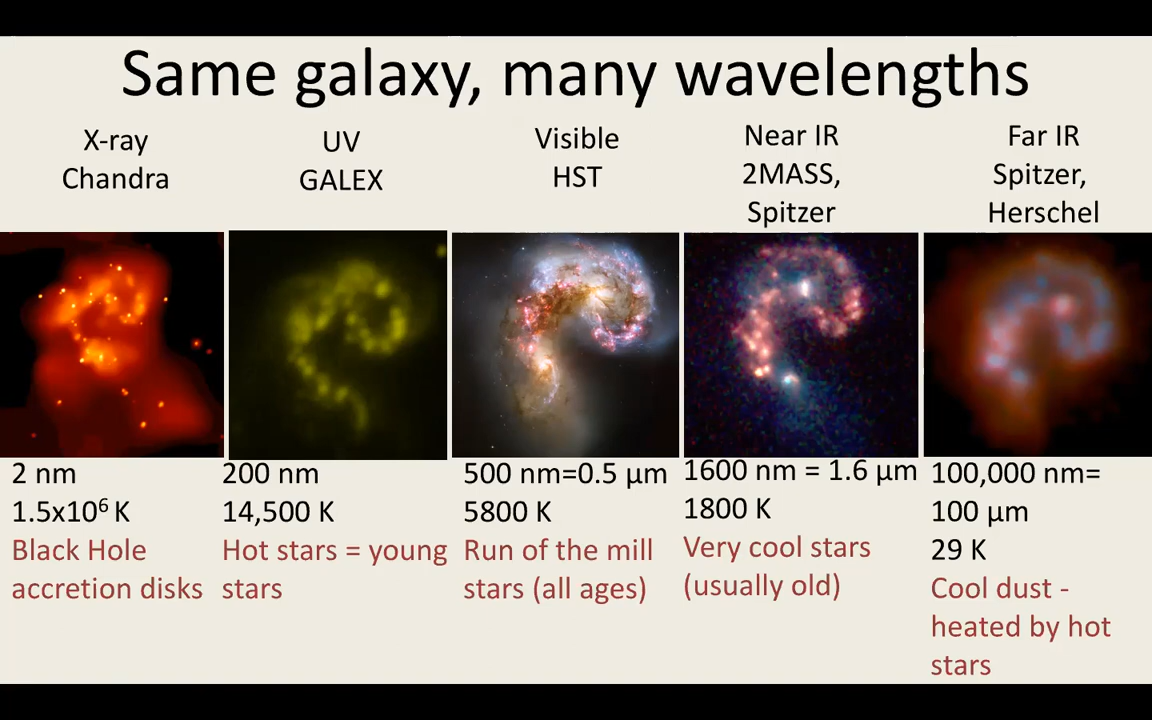 Same galaxy, many wavelengths
X-ray
Chandra
UV
GALEX
Visible
HST
Near IR
2MASS,
Spitzer
Far IR
Spitzer,
Herschel
2 nm
1.5x10⁶ K
Black Hole
accretion disks
200 nm
14,500 K
Hot stars = young
stars
500 nm=0.5 µm
5800 K
Run of the mill
stars (all ages)
1600 nm = 1.6 µm
1800 K
Very cool stars
(usually old)
100,000 nm=
100 µm
29 K
Cool dust -
heated by hot
stars